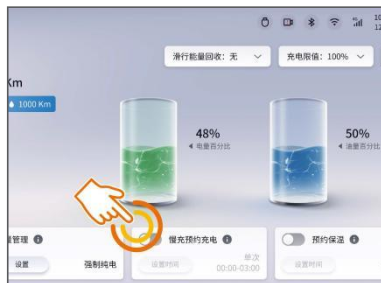 滑行能量回收：无
充电限值：100%
Km
1000 Km
48%
电量百分比
50%
油量百分比
管理
慢充预约充电
预约保温
设置
强制纯电
设置时间
单次
00:00-03:00
设置时间